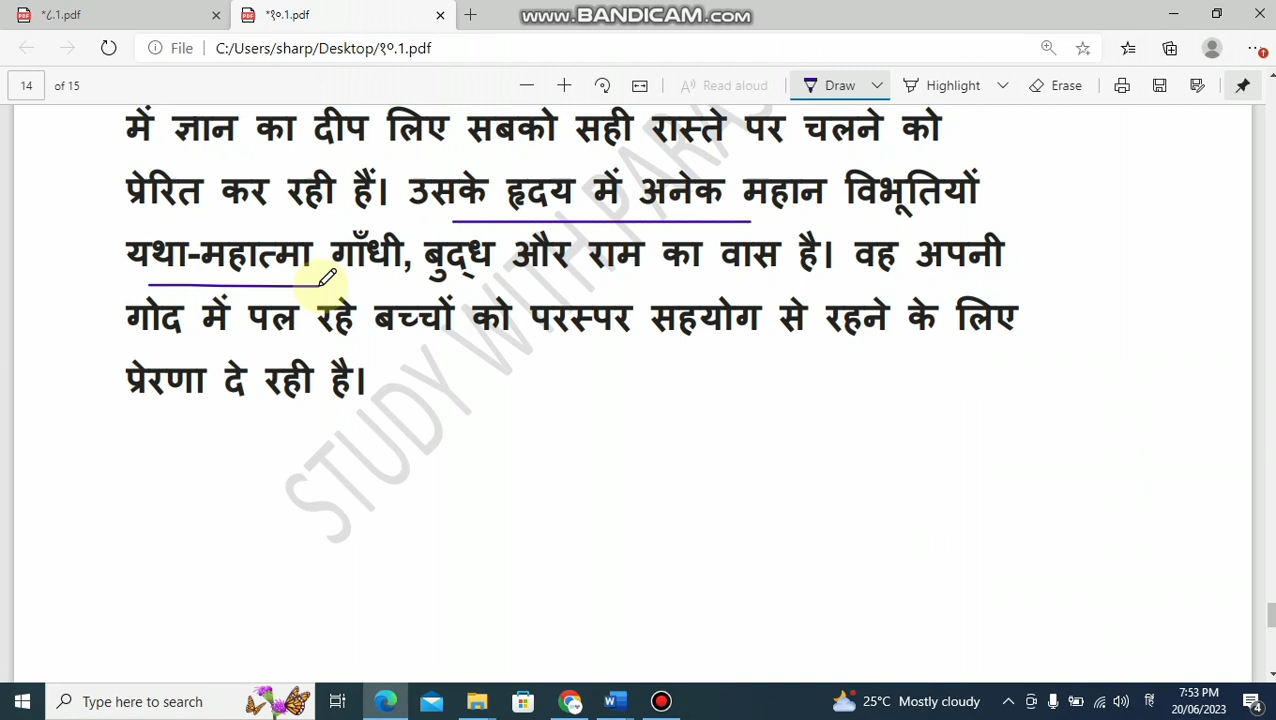 *८.1.pdf
*१०.1.pdf
www.BANDICAM.com
File
C:/Users/sharp/Desktop/१०.1.pdf
14 of 15
Read aloud
Draw
Highlight
Erase
में ज्ञान का दीप लिए सबको सही रास्ते पर चलने को
प्रेरित कर रही हैं। उसके हृदय में अनेक महान विभूतियों
यथा-महात्मा गाँधी, बुद्ध और राम का वास है। वह अपनी
गोद में पल रहे बच्चों को परस्पर सहयोग से रहने के लिए
प्रेरणा दे रही है।
STUDY WITH PARAS
Type here to search
25°C Mostly cloudy
7:53 PM
20/06/2023
4